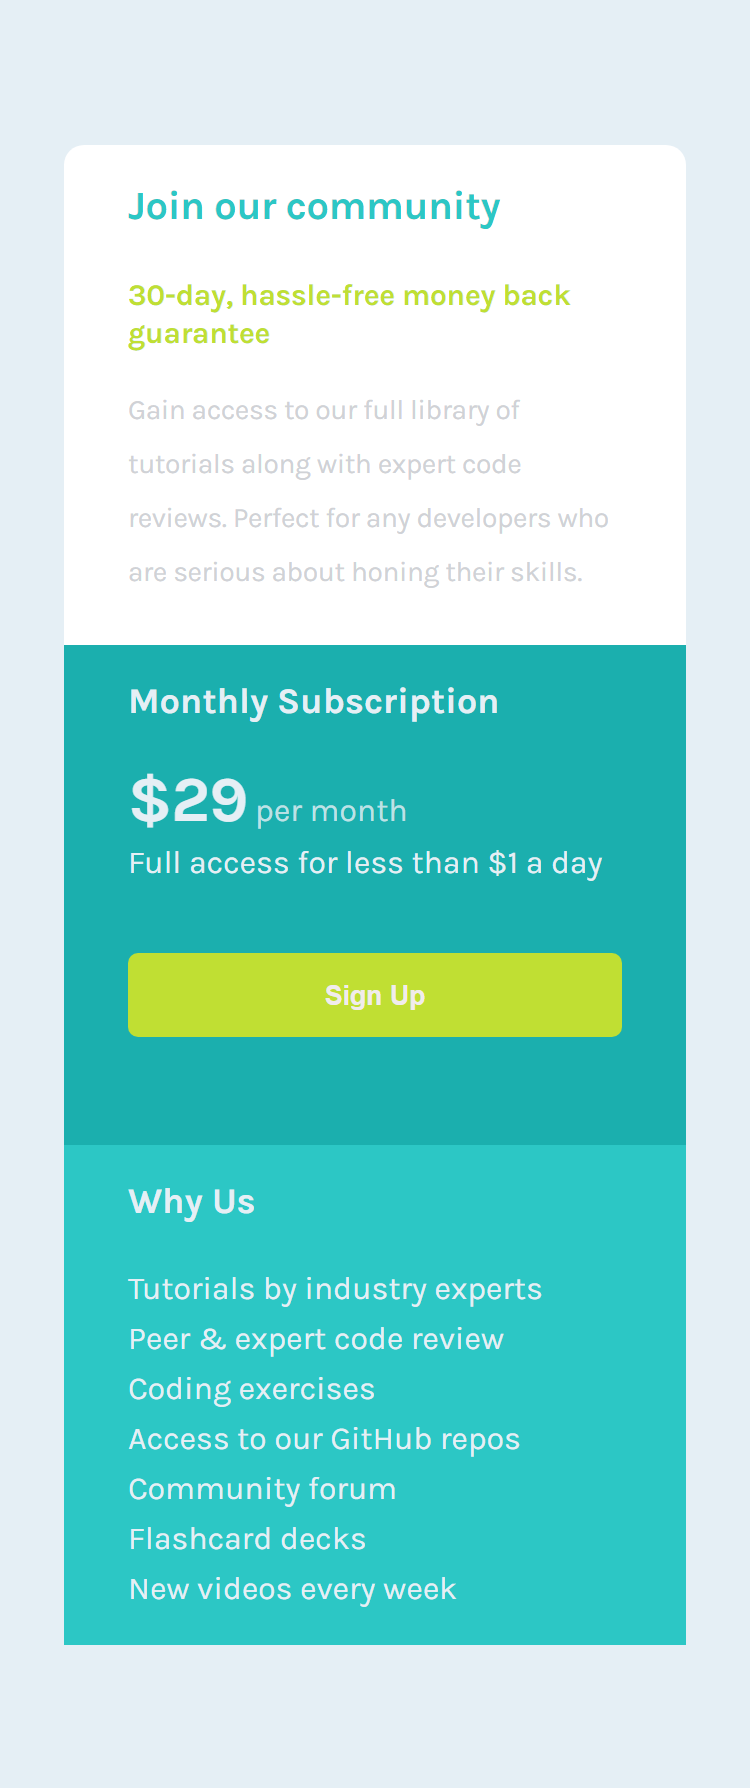 Join our community
30-day, hassle-free money back
guarantee
Gain access to our full library of
tutorials along with expert code
reviews. Perfect for any developers who
are serious about honing their skills.
Monthly Subscription
$29 per month
Full access for less than $1 a day
Sign Up
Why Us
Tutorials by industry experts
Peer & expert code review
Coding exercises
Access to our GitHub repos
Community forum
Flashcard decks
New videos every week